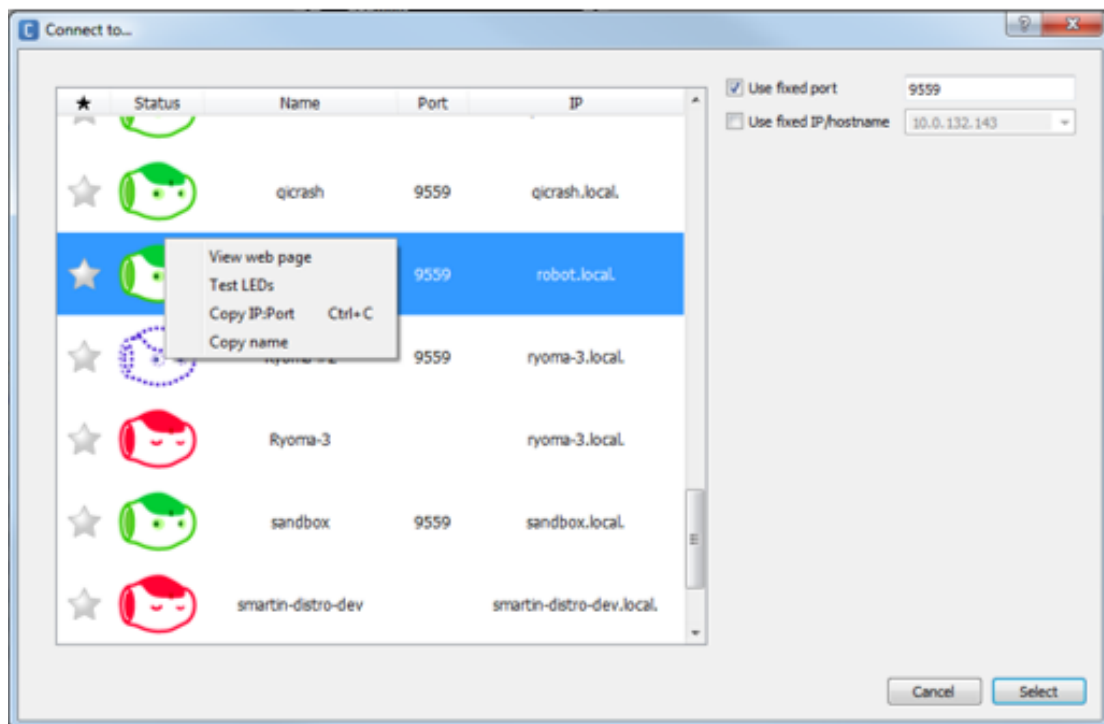 Connect to...
★ Status Name Port IP
qicrash 9559 qicrash.local.
9559 robot.local.
View web page
Test LEDs
Copy IP:Port Ctrl+C
Copy name
9559 ryoma-3.local.
Ryoma-3 ryoma-3.local.
sandbox 9559 sandbox.local.
smartin-distro-dev smartin-distro-dev.local.
Use fixed port 9559
Use fixed IP/hostname 10.0.132.143
Cancel Select